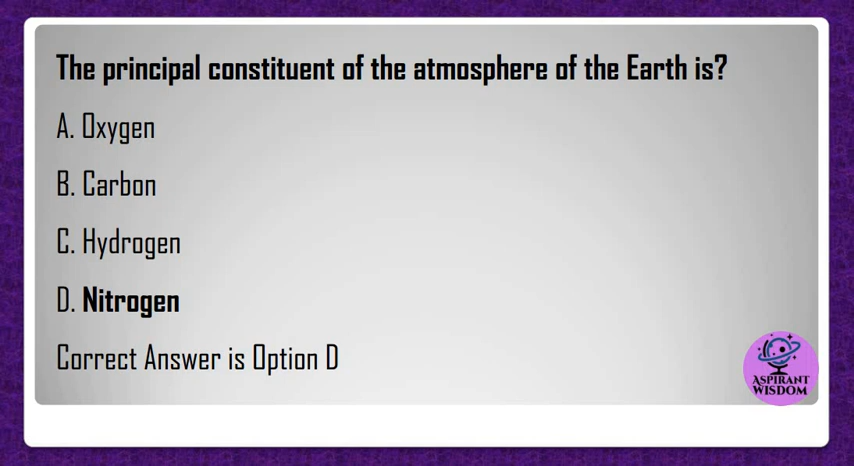 The principal constituent of the atmosphere of the Earth is?
A. Oxygen
B. Carbon
C. Hydrogen
D. Nitrogen
Correct Answer is Option D
ASPIRANT
WISDOM